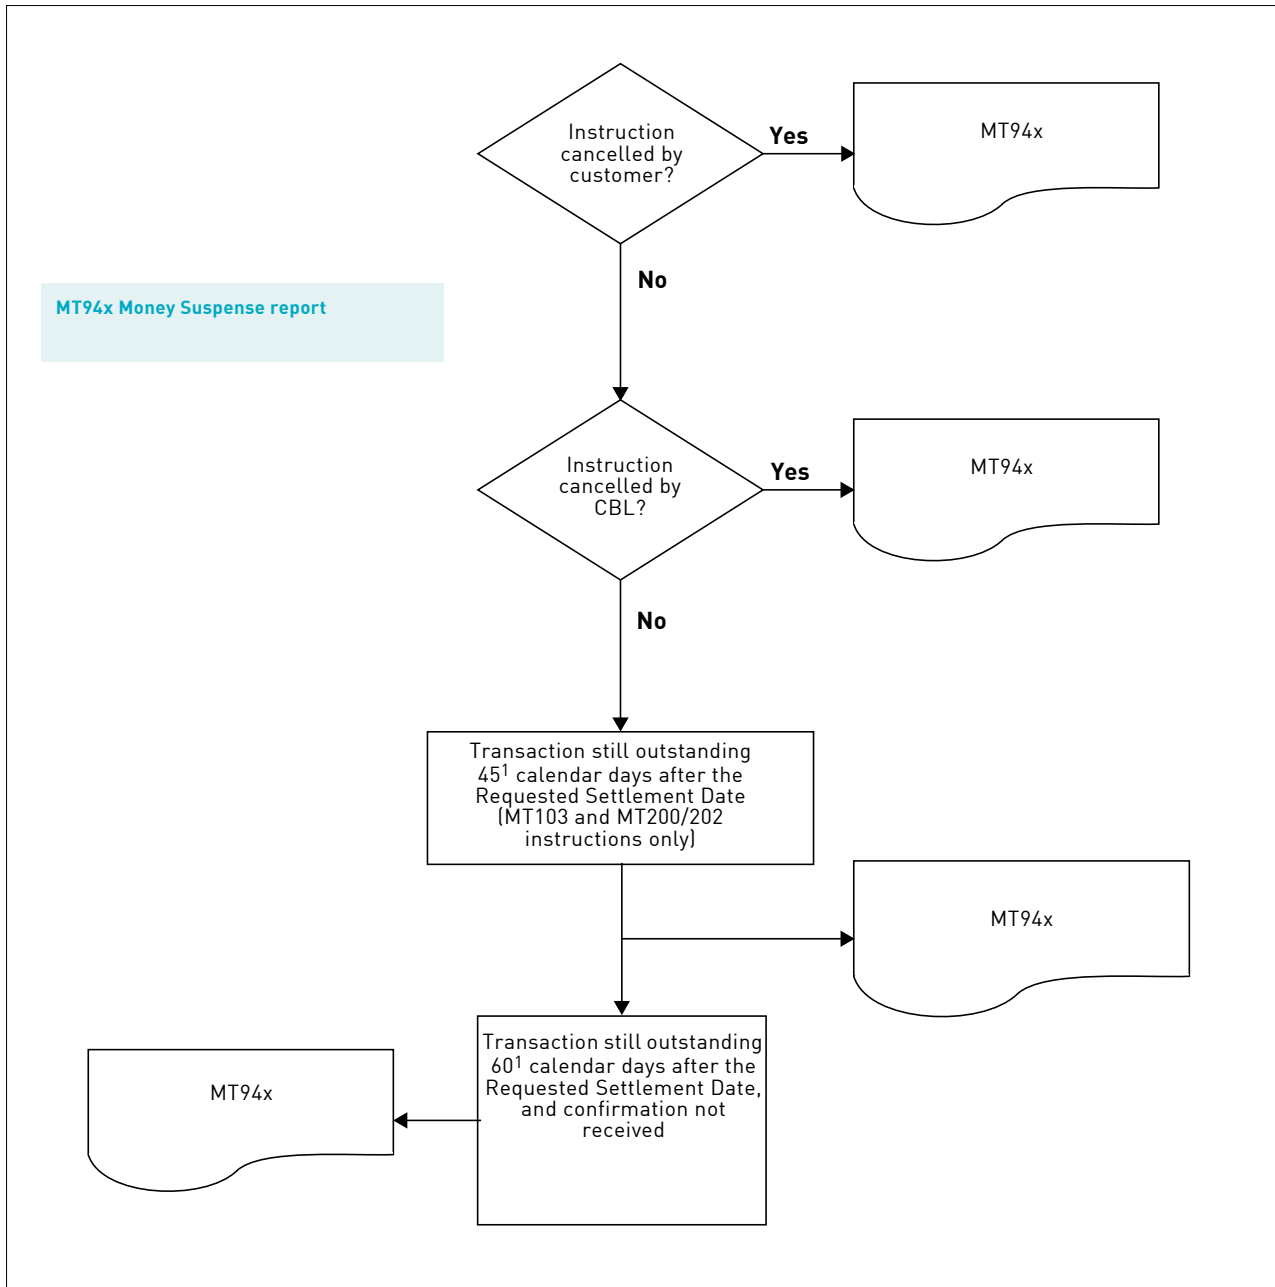 Instruction
cancelled by
customer?
Yes
MT94x
No
MT94x Money Suspense report
Instruction
cancelled by
CBL?
Yes
MT94x
No
Transaction still outstanding
45¹ calendar days after the
Requested Settlement Date
(MT103 and MT200/202
instructions only)
MT94x
Transaction still outstanding
60¹ calendar days after the
Requested Settlement Date,
and confirmation not
received
MT94x